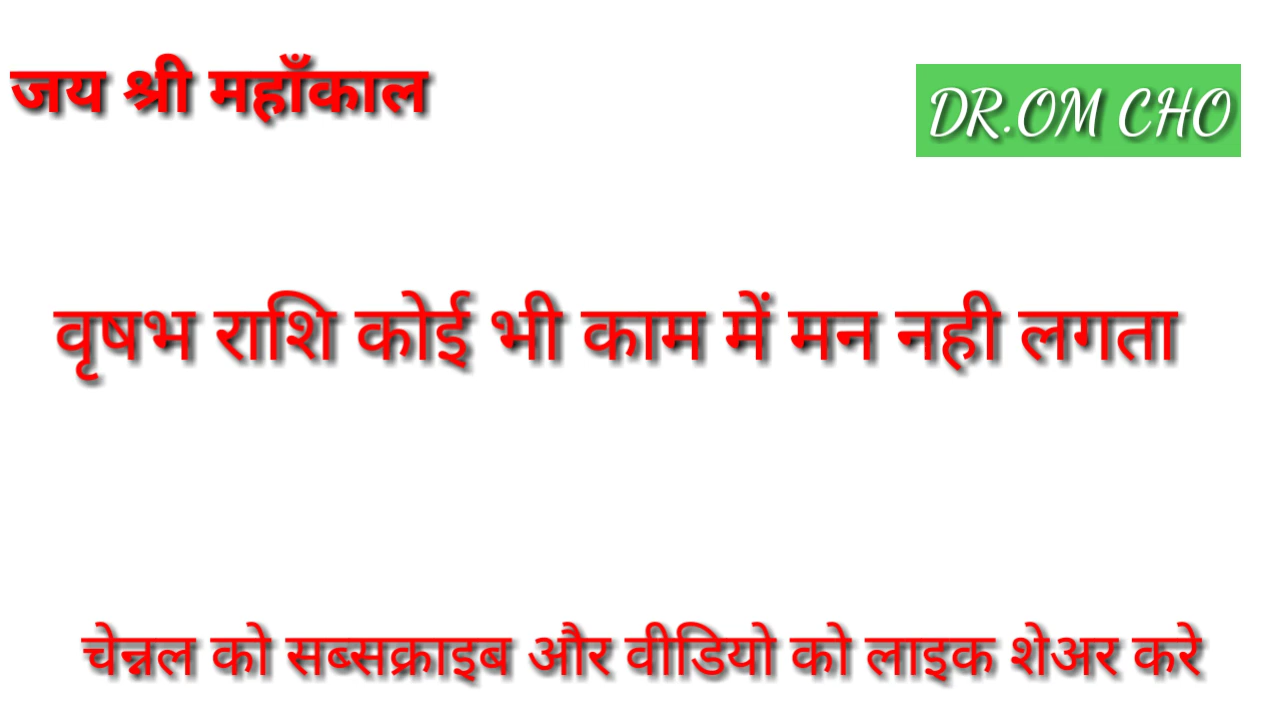 जय श्री महाँकाल
DR.OM CHO
वृषभ राशि कोई भी काम में मन नही लगता
चेन्नल को सब्सक्राइब और वीडियो को लाइक शेअर करे